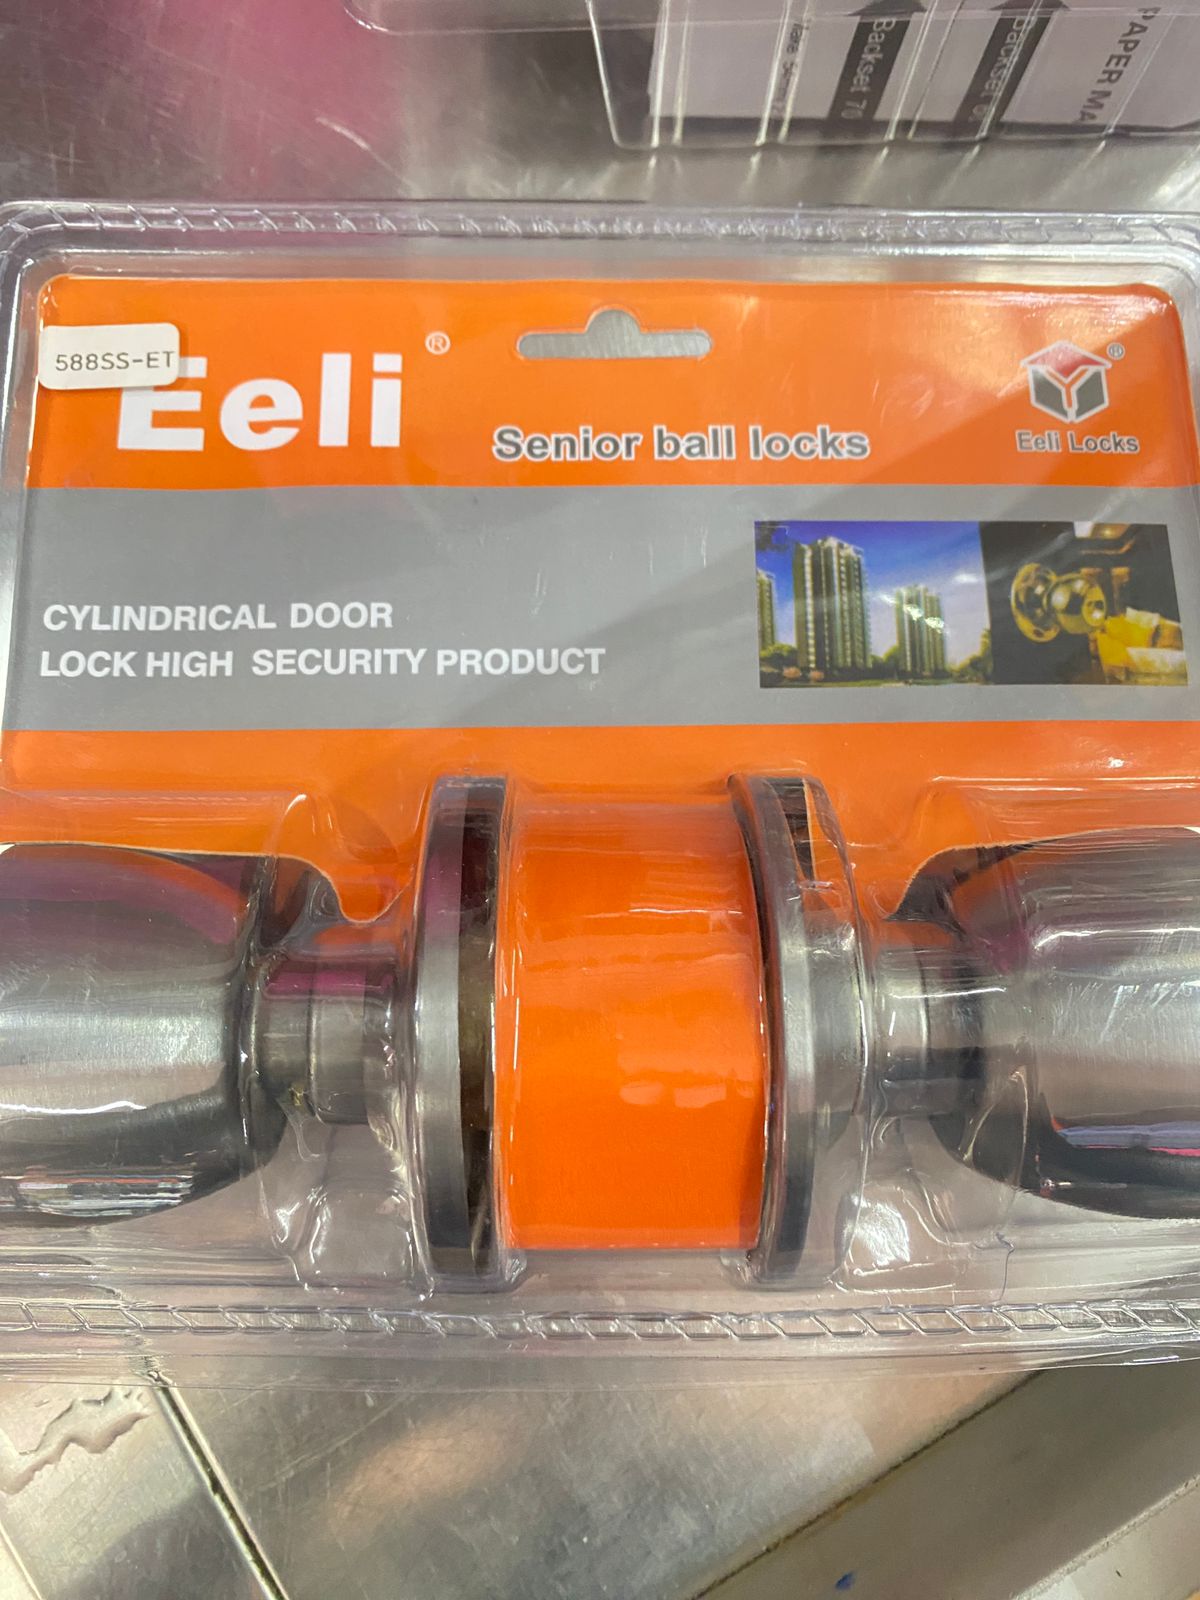 PAPER MA
Backset
Backset 70
588SS-ET
Eeli®
Senior ball locks
®
Eeli Locks
CYLINDRICAL DOOR
LOCK HIGH SECURITY PRODUCT